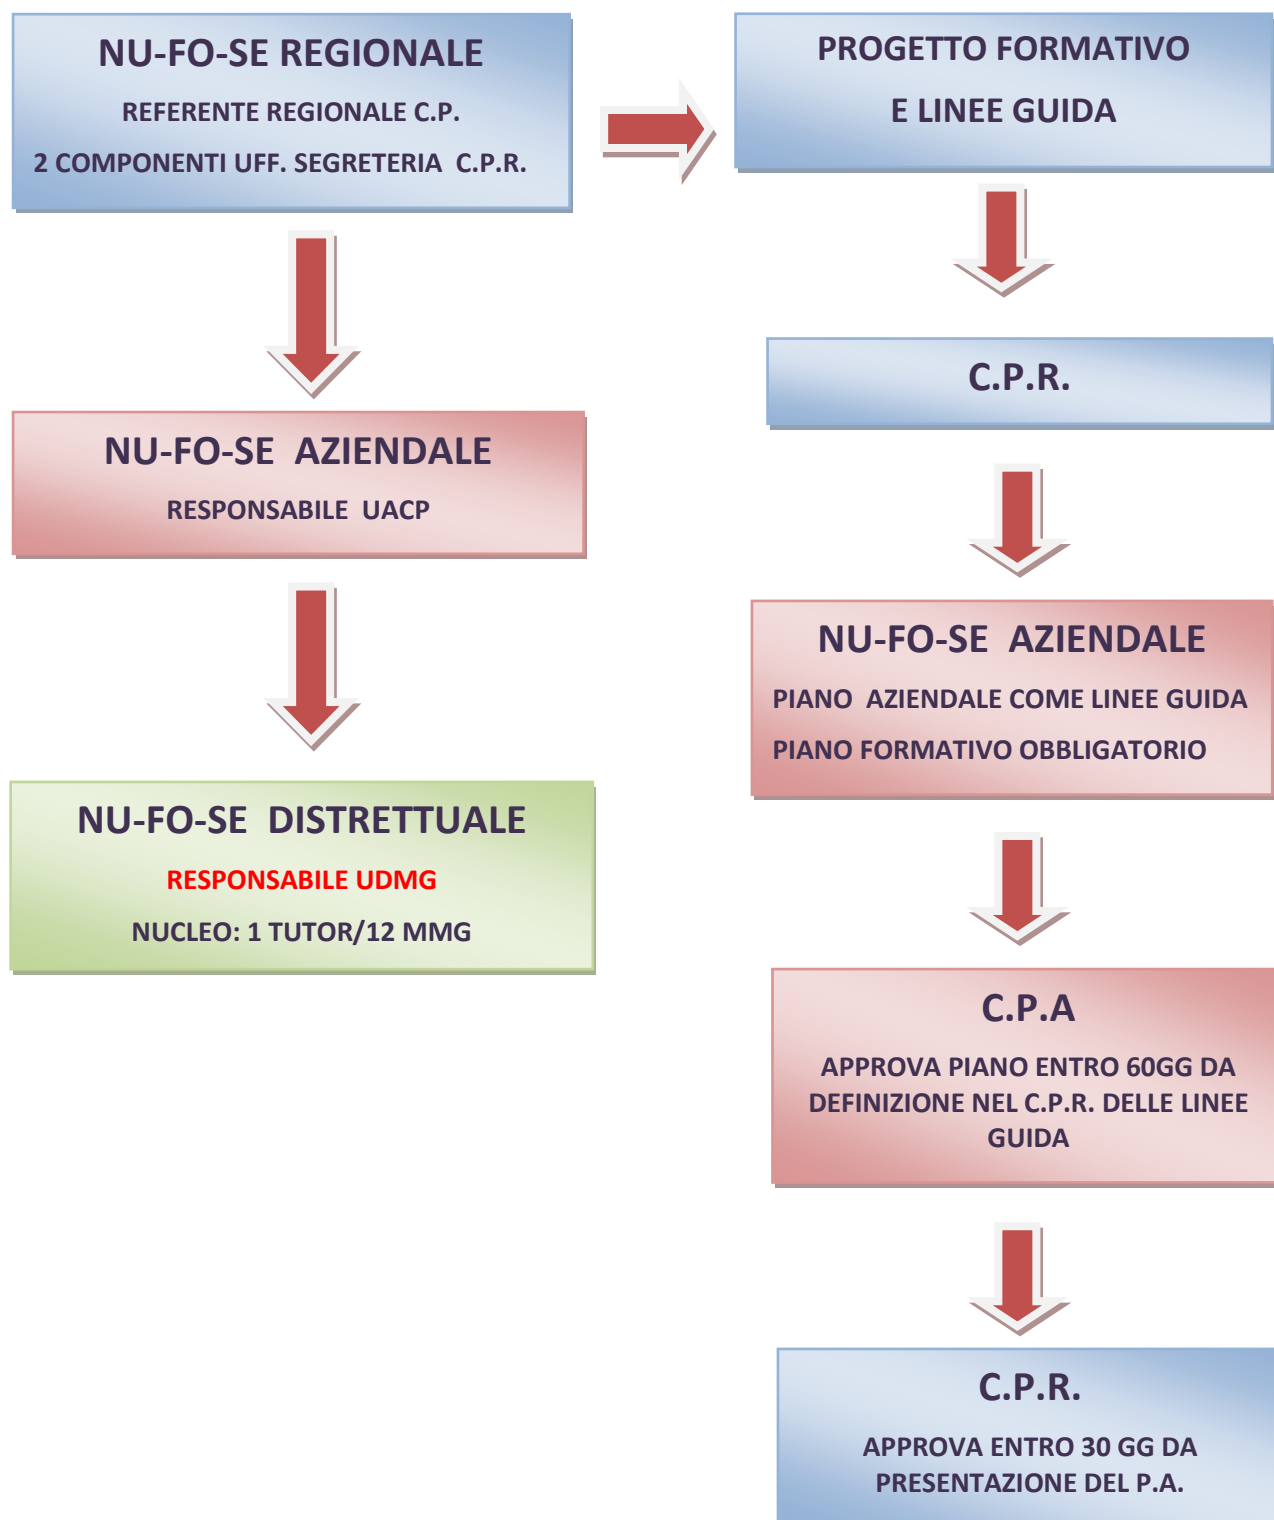 NU-FO-SE REGIONALE
REFERENTE REGIONALE C.P.
2 COMPONENTI UFF. SEGRETERIA C.P.R.
PROGETTO FORMATIVO
E LINEE GUIDA
C.P.R.
NU-FO-SE AZIENDALE
RESPONSABILE UACP
NU-FO-SE AZIENDALE
PIANO AZIENDALE COME LINEE GUIDA
PIANO FORMATIVO OBBLIGATORIO
NU-FO-SE DISTRETTUALE
RESPONSABILE UDMG
NUCLEO: 1 TUTOR/12 MMG
C.P.A
APPROVA PIANO ENTRO 60GG DA
DEFINIZIONE NEL C.P.R. DELLE LINEE
GUIDA
C.P.R.
APPROVA ENTRO 30 GG DA
PRESENTAZIONE DEL P.A.